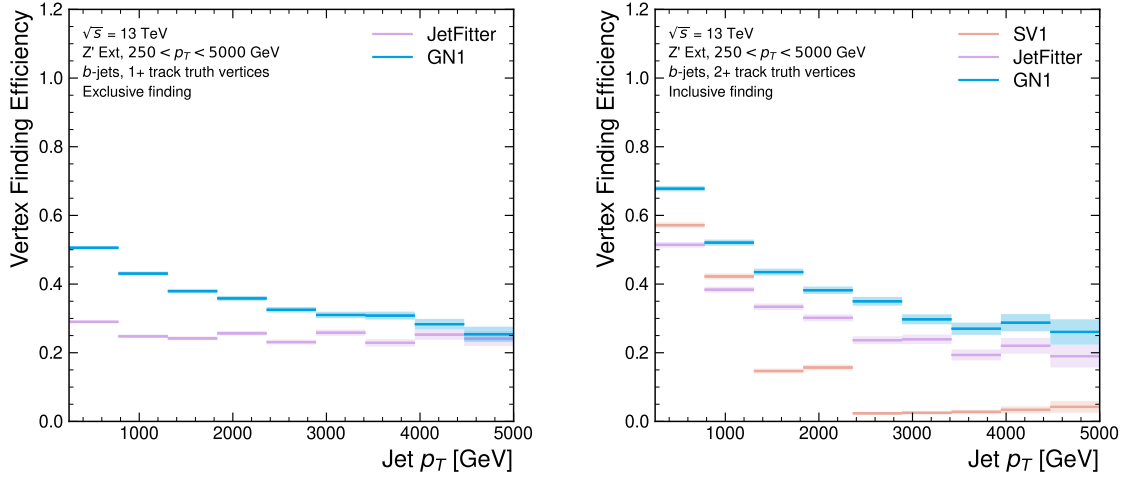 Vertex Finding Efficiency
1.2
1.0
0.8
0.6
0.4
0.2
0.0
√s = 13 TeV
Z' Ext, 250 < pT < 5000 GeV
b-jets, 1+ track truth vertices
Exclusive finding
JetFitter
GN1
1000 2000 3000 4000 5000
Jet pT [GeV]
Vertex Finding Efficiency
1.2
1.0
0.8
0.6
0.4
0.2
0.0
√s = 13 TeV
Z' Ext, 250 < pT < 5000 GeV
b-jets, 2+ track truth vertices
Inclusive finding
SV1
JetFitter
GN1
1000 2000 3000 4000 5000
Jet pT [GeV]